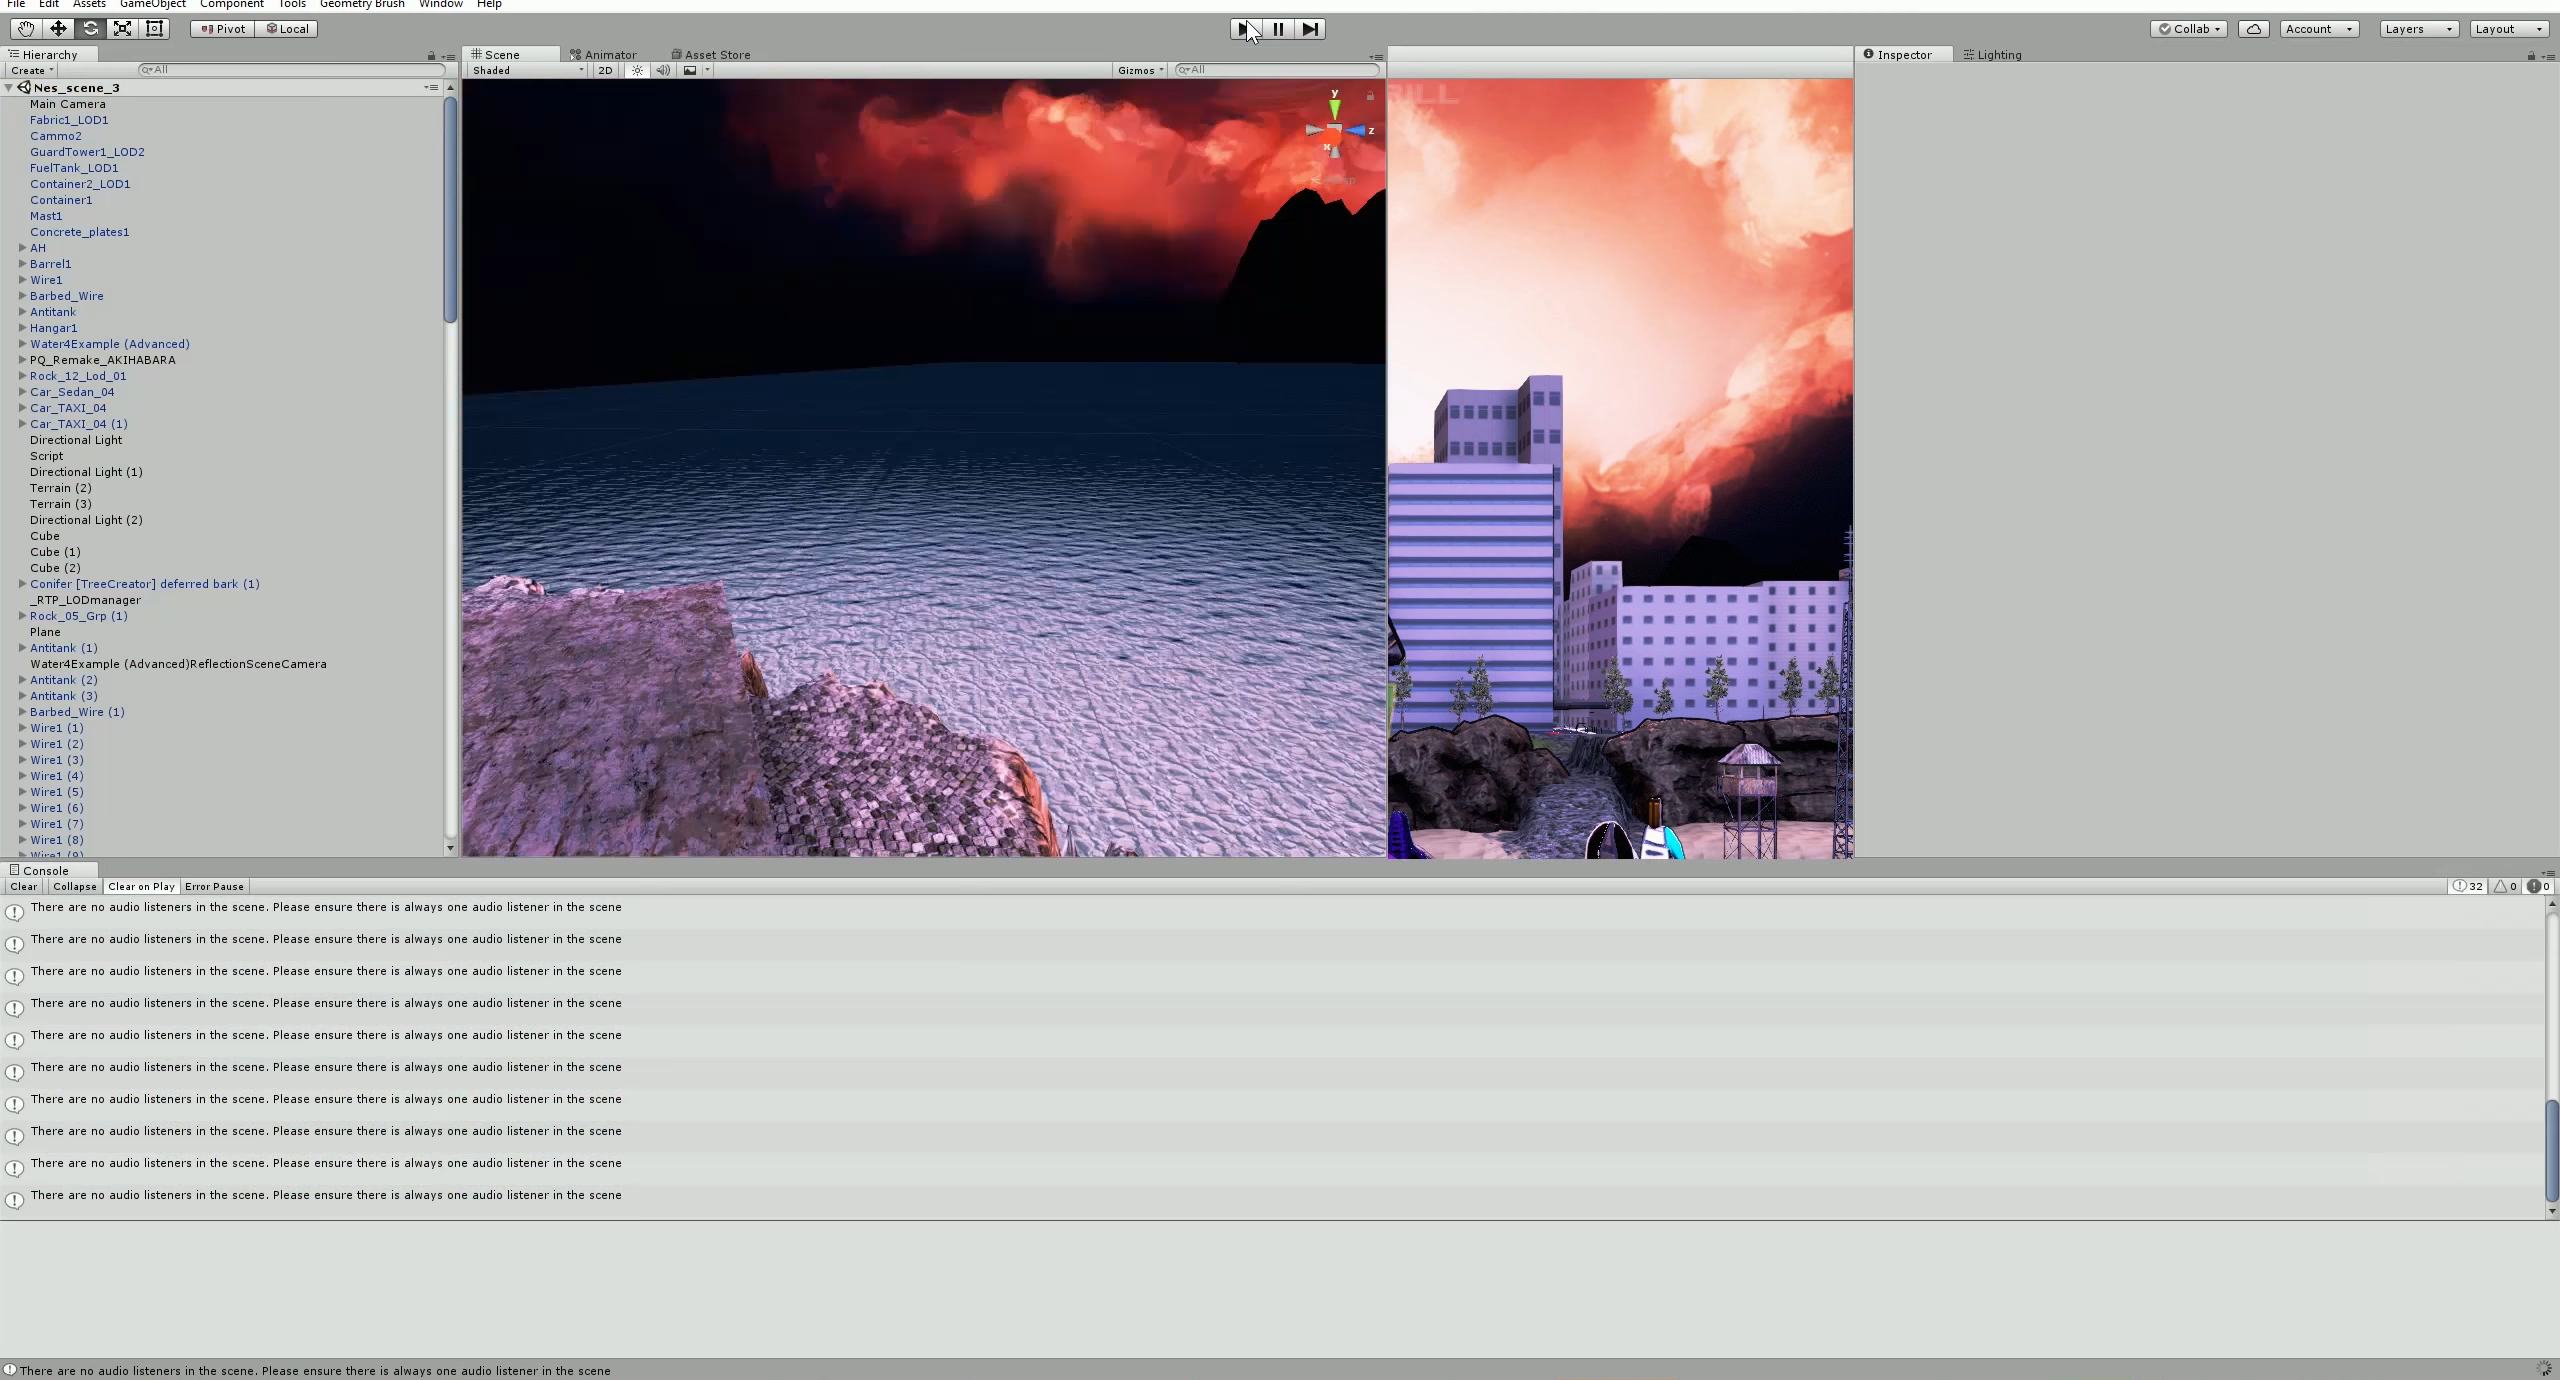 File Edit Assets GameObject Component Tools Geometry Brush Window Help
Pivot Local Collab Account Layers Layout
Hierarchy Scene Animator Asset Store Inspector Lighting
Create All Shaded 2D Gizmos All
Nes_scene_3
Main Camera
Fabric1_LOD1
Cammo2
GuardTower1_LOD2
FuelTank_LOD1
Container2_LOD1
Container1
Mast1
Concrete_plates1
AH
Barrel1
Wire1
Barbed_Wire
Antitank
Hangar1
Water4Example (Advanced)
PQ_Remake_AKIHABARA
Rock_12_Lod_01
Car_Sedan_04
Car_TAXI_04
Car_TAXI_04 (1)
Directional Light
Script
Directional Light (1)
Terrain (2)
Terrain (3)
Directional Light (2)
Cube
Cube (1)
Cube (2)
Conifer [TreeCreator] deferred bark (1)
_RTP_LODmanager
Rock_05_Grp (1)
Plane
Antitank (1)
Water4Example (Advanced)ReflectionSceneCamera
Antitank (2)
Antitank (3)
Barbed_Wire (1)
Wire1 (1)
Wire1 (2)
Wire1 (3)
Wire1 (4)
Wire1 (5)
Wire1 (6)
Wire1 (7)
Wire1 (8)
Wire1 (9)
y
z
x
Console
Clear Collapse Clear on Play Error Pause 32 0 0
There are no audio listeners in the scene. Please ensure there is always one audio listener in the scene
There are no audio listeners in the scene. Please ensure there is always one audio listener in the scene
There are no audio listeners in the scene. Please ensure there is always one audio listener in the scene
There are no audio listeners in the scene. Please ensure there is always one audio listener in the scene
There are no audio listeners in the scene. Please ensure there is always one audio listener in the scene
There are no audio listeners in the scene. Please ensure there is always one audio listener in the scene
There are no audio listeners in the scene. Please ensure there is always one audio listener in the scene
There are no audio listeners in the scene. Please ensure there is always one audio listener in the scene
There are no audio listeners in the scene. Please ensure there is always one audio listener in the scene
There are no audio listeners in the scene. Please ensure there is always one audio listener in the scene
There are no audio listeners in the scene. Please ensure there is always one audio listener in the scene